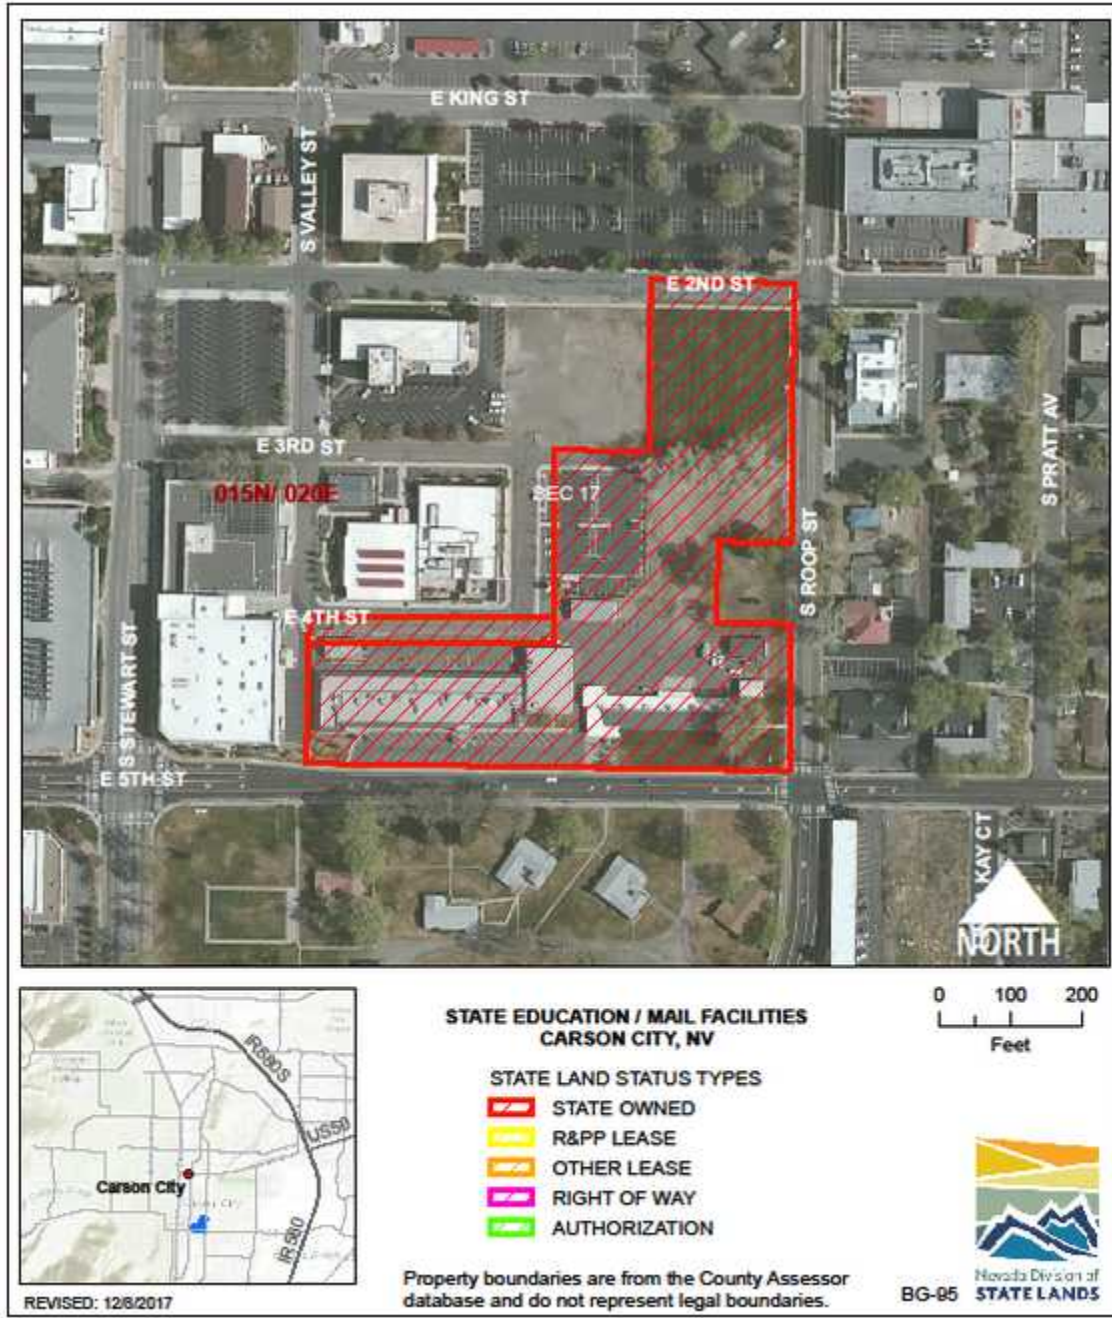 E KING ST
S VALLEY ST
E 2ND ST
S PRATT AV
E 3RD ST
015N/ 020E
SEC 17
S ROOP ST
E 4TH ST
S STEWART ST
E 5TH ST
KAY CT
NORTH
STATE EDUCATION / MAIL FACILITIES
CARSON CITY, NV
0 100 200
Feet
STATE LAND STATUS TYPES
STATE OWNED
R&PP LEASE
OTHER LEASE
RIGHT OF WAY
AUTHORIZATION
IR580S
US50
Carson City
IR 580
Property boundaries are from the County Assessor
database and do not represent legal boundaries.
BG-95
Nevada Division of
STATE LANDS
REVISED: 12/6/2017